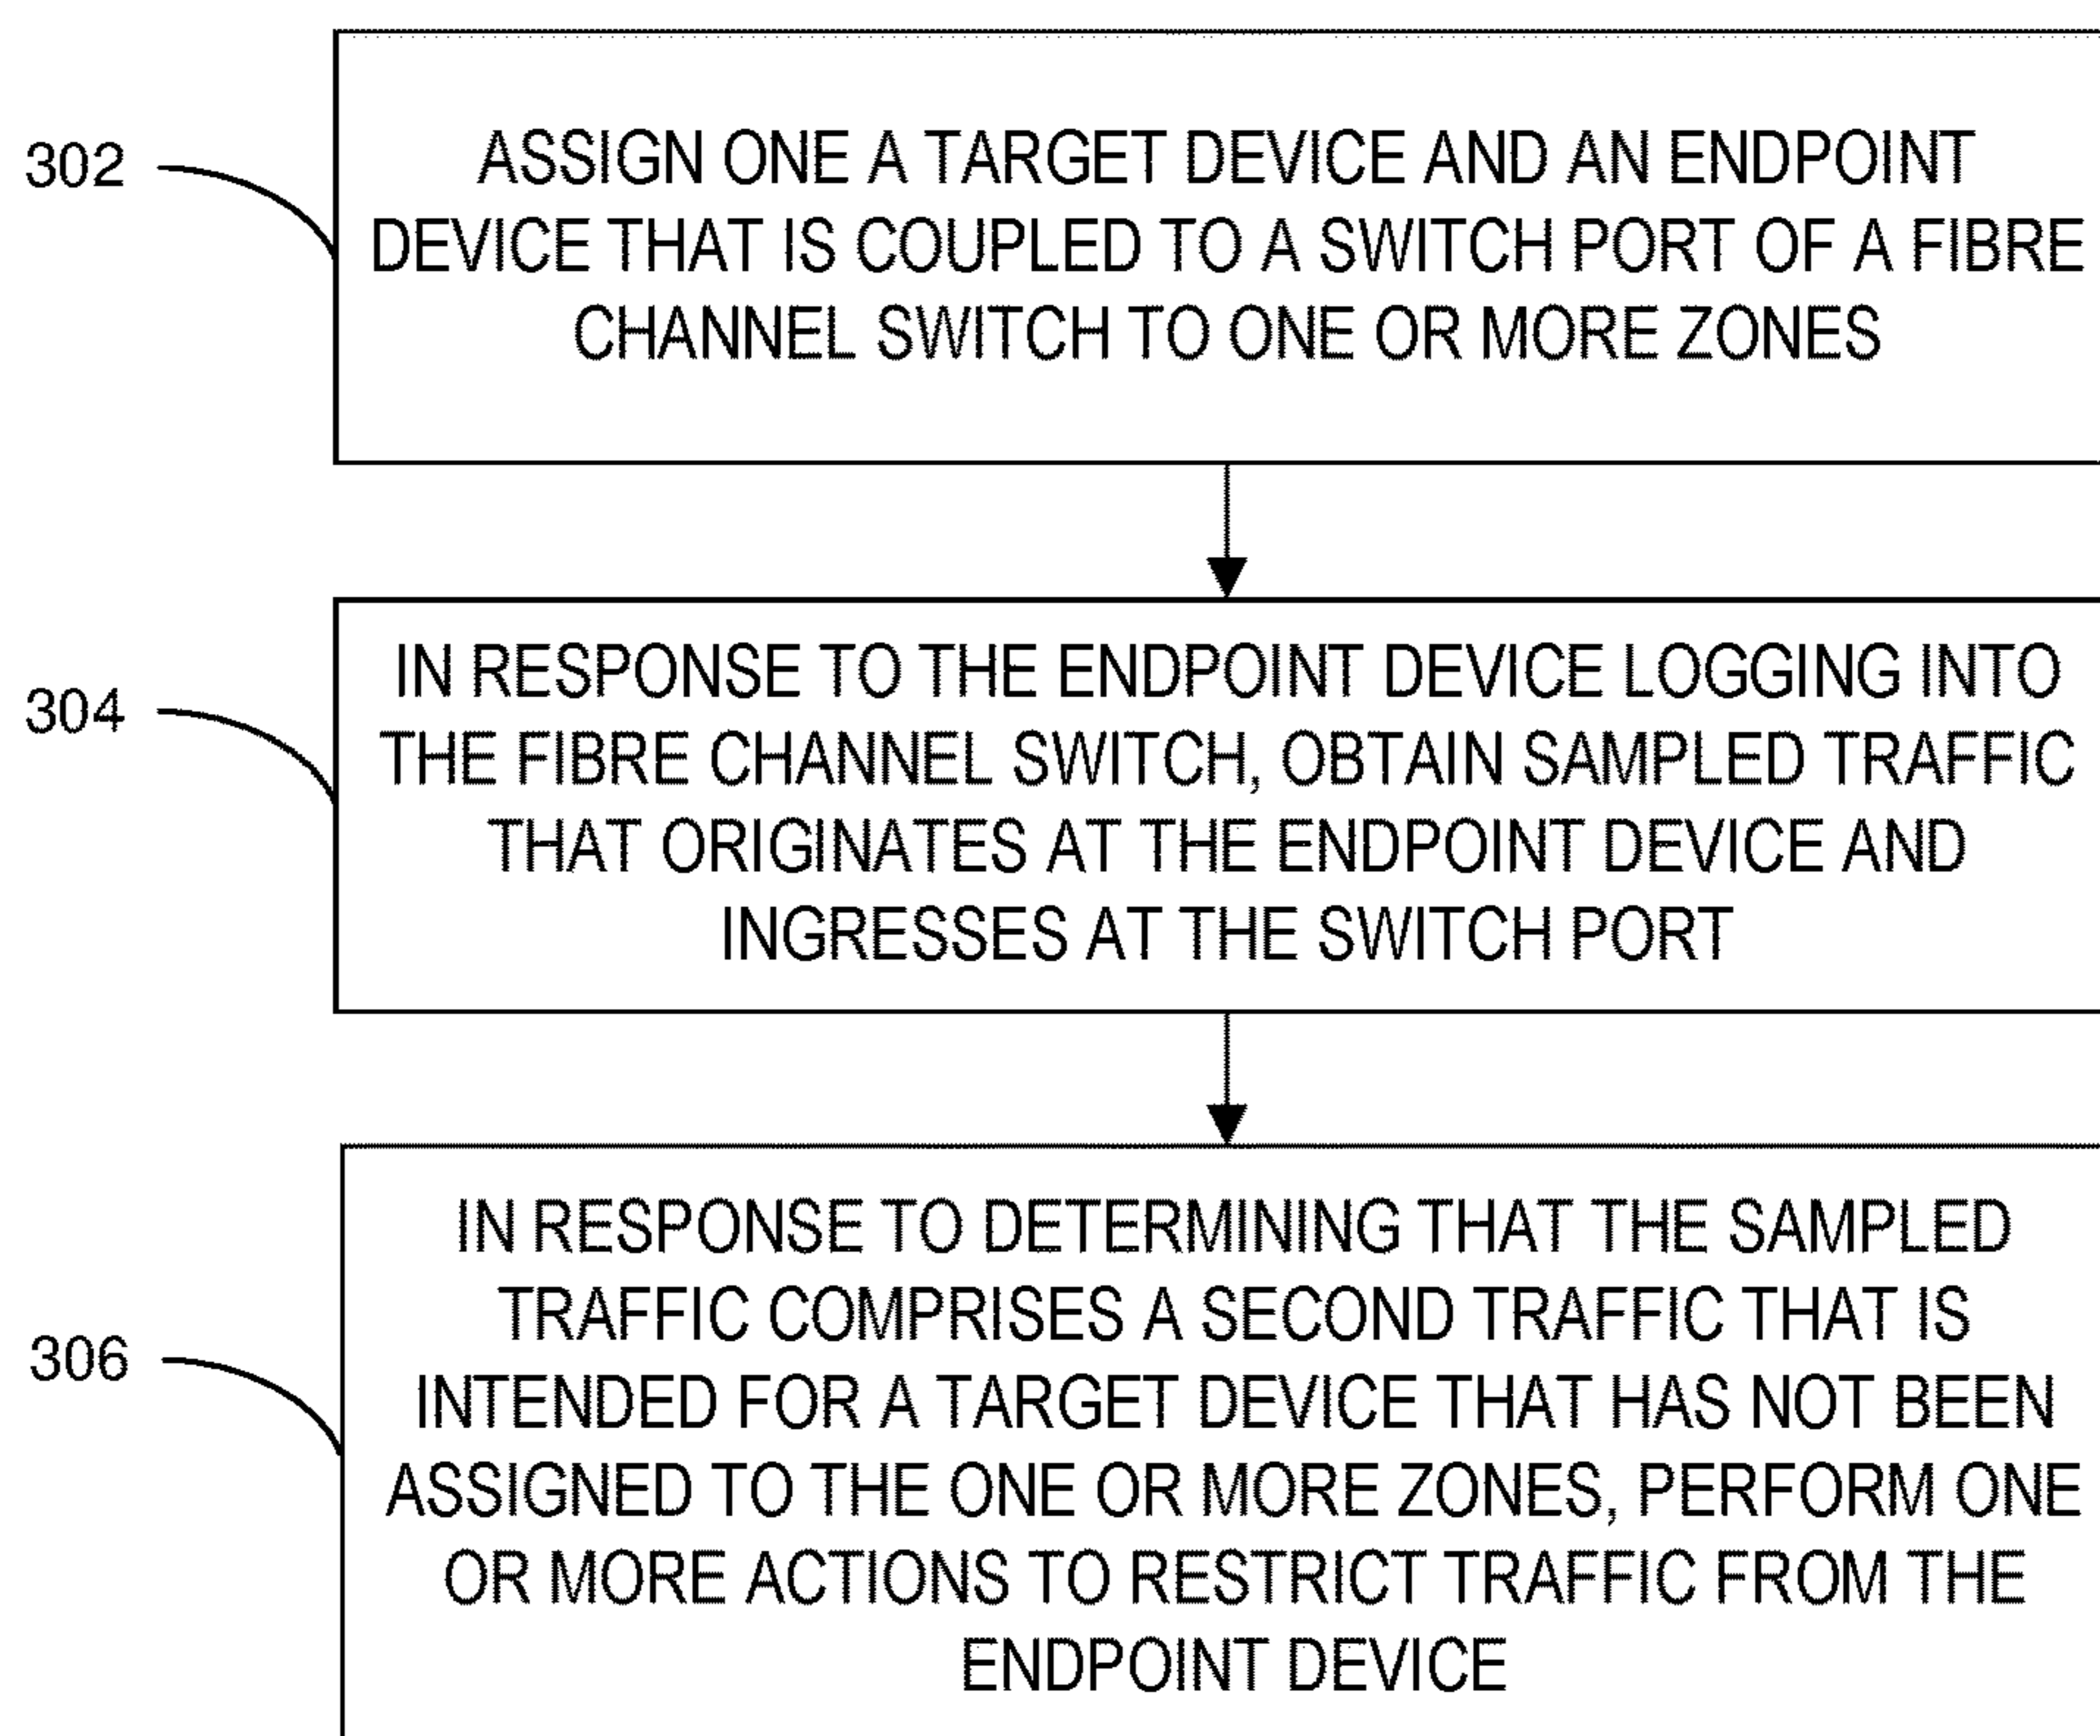 302
ASSIGN ONE A TARGET DEVICE AND AN ENDPOINT
DEVICE THAT IS COUPLED TO A SWITCH PORT OF A FIBRE
CHANNEL SWITCH TO ONE OR MORE ZONES
304
IN RESPONSE TO THE ENDPOINT DEVICE LOGGING INTO
THE FIBRE CHANNEL SWITCH, OBTAIN SAMPLED TRAFFIC
THAT ORIGINATES AT THE ENDPOINT DEVICE AND
INGRESSES AT THE SWITCH PORT
306
IN RESPONSE TO DETERMINING THAT THE SAMPLED
TRAFFIC COMPRISES A SECOND TRAFFIC THAT IS
INTENDED FOR A TARGET DEVICE THAT HAS NOT BEEN
ASSIGNED TO THE ONE OR MORE ZONES, PERFORM ONE
OR MORE ACTIONS TO RESTRICT TRAFFIC FROM THE
ENDPOINT DEVICE